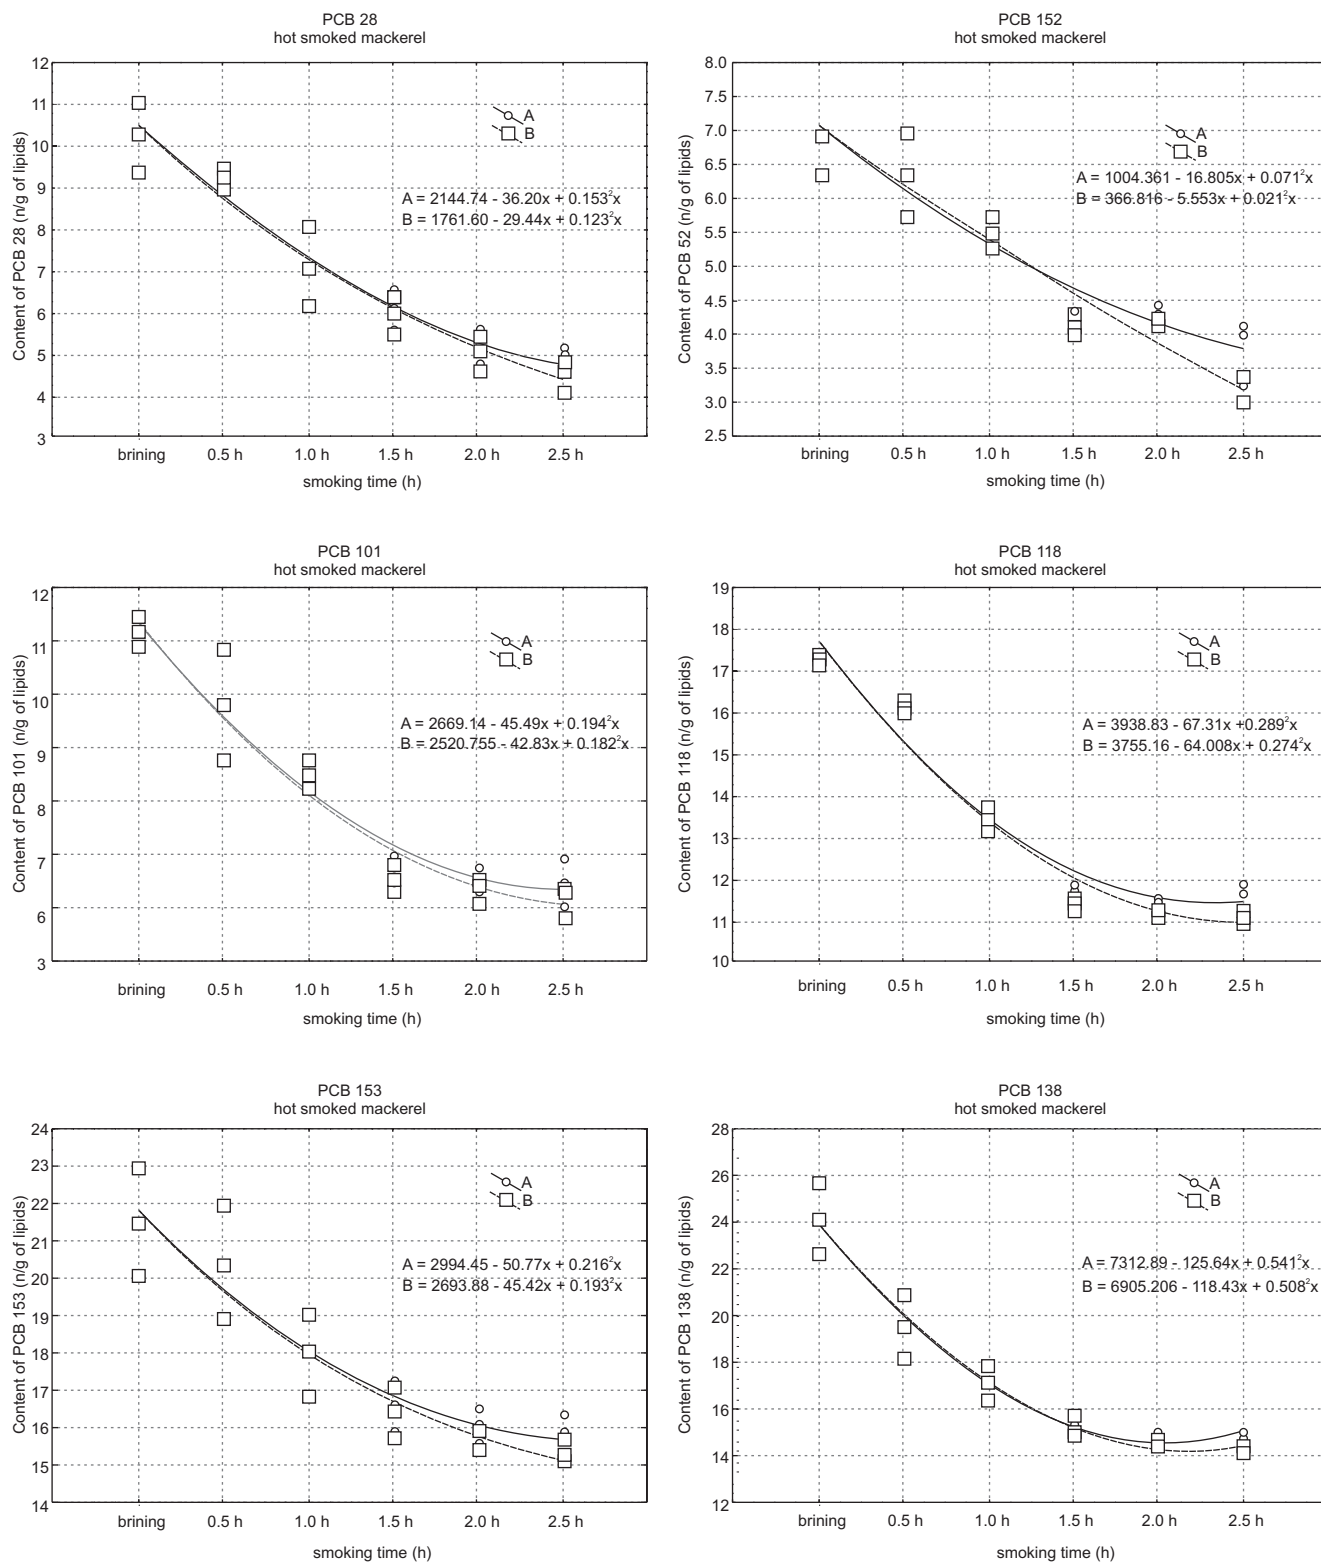 PCB 28
hot smoked mackerel
12
11
10
9
8
7
6
5
4
3
Content of PCB 28 (n/g of lipids)
A
B
A = 2144.74 - 36.20x + 0.153²x
B = 1761.60 - 29.44x + 0.123²x
brining 0.5 h 1.0 h 1.5 h 2.0 h 2.5 h
smoking time (h)
PCB 152
hot smoked mackerel
8.0
7.5
7.0
6.5
6.0
5.5
5.0
4.5
4.0
3.5
3.0
2.5
Content of PCB 52 (n/g of lipids)
A
B
A = 1004.361 - 16.805x + 0.071²x
B = 366.816 - 5.553x + 0.021²x
brining 0.5 h 1.0 h 1.5 h 2.0 h 2.5 h
smoking time (h)
PCB 101
hot smoked mackerel
12
11
10
9
8
7
6
3
Content of PCB 101 (n/g of lipids)
A
B
A = 2669.14 - 45.49x + 0.194²x
B = 2520.755 - 42.83x + 0.182²x
brining 0.5 h 1.0 h 1.5 h 2.0 h 2.5 h
smoking time (h)
PCB 118
hot smoked mackerel
19
18
17
16
15
14
13
12
11
10
Content of PCB 118 (n/g of lipids)
A
B
A = 3938.83 - 67.31x +0.289²x
B = 3755.16 - 64.008x + 0.274²x
brining 0.5 h 1.0 h 1.5 h 2.0 h 2.5 h
smoking time (h)
PCB 153
hot smoked mackerel
24
23
22
21
20
19
18
17
16
15
14
Content of PCB 153 (n/g of lipids)
A
B
A = 2994.45 - 50.77x + 0.216²x
B = 2693.88 - 45.42x + 0.193²x
brining 0.5 h 1.0 h 1.5 h 2.0 h 2.5 h
smoking time (h)
PCB 138
hot smoked mackerel
28
26
24
22
20
18
16
14
12
Content of PCB 138 (n/g of lipids)
A
B
A = 7312.89 - 125.64x + 0.541²x
B = 6905.206 - 118.43x + 0.508²x
brining 0.5 h 1.0 h 1.5 h 2.0 h 2.5 h
smoking time (h)